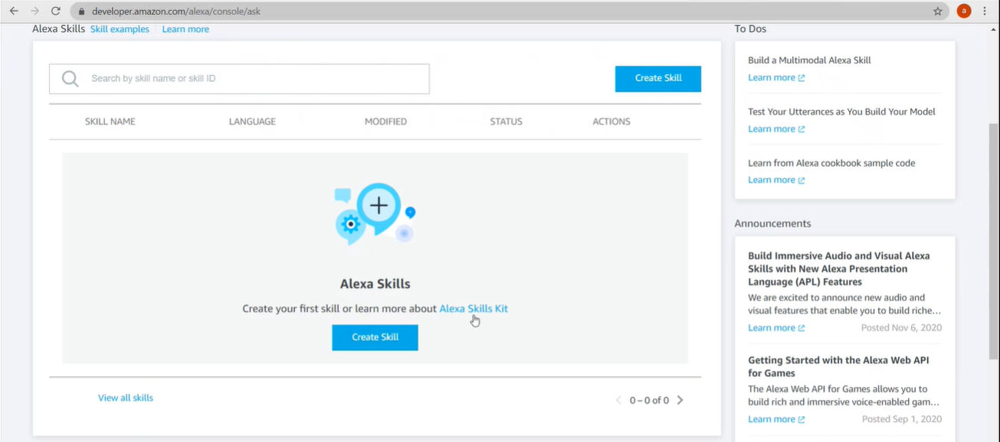 developer.amazon.com/alexa/console/ask
a
Alexa Skills Skill examples Learn more
Search by skill name or skill ID
Create Skill
SKILL NAME LANGUAGE MODIFIED STATUS ACTIONS
Alexa Skills
Create your first skill or learn more about Alexa Skills Kit
Create Skill
View all skills
0 – 0 of 0
To Dos
Build a Multimodal Alexa Skill
Learn more
Test Your Utterances as You Build Your Model
Learn more
Learn from Alexa cookbook sample code
Learn more
Announcements
Build Immersive Audio and Visual Alexa
Skills with New Alexa Presentation
Language (APL) Features
We are excited to announce new audio and
visual features that enable you to build riche...
Learn more Posted Nov 6, 2020
Getting Started with the Alexa Web API
for Games
The Alexa Web API for Games allows you to
build rich and immersive voice-enabled gam...
Learn more Posted Sep 1, 2020